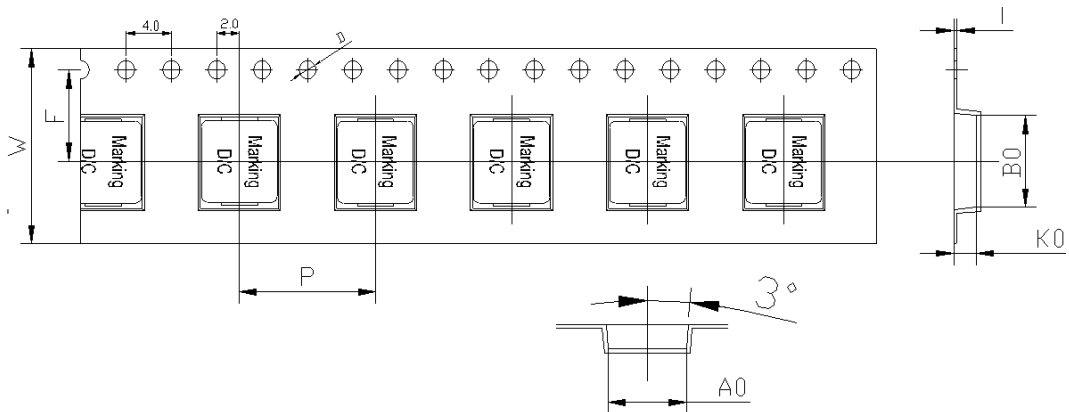 4.0
2.0
D
I
F
W
Marking
D/C
Marking
D/C
Marking
D/C
Marking
D/C
Marking
D/C
Marking
D/C
B0
K0
P
3°
A0